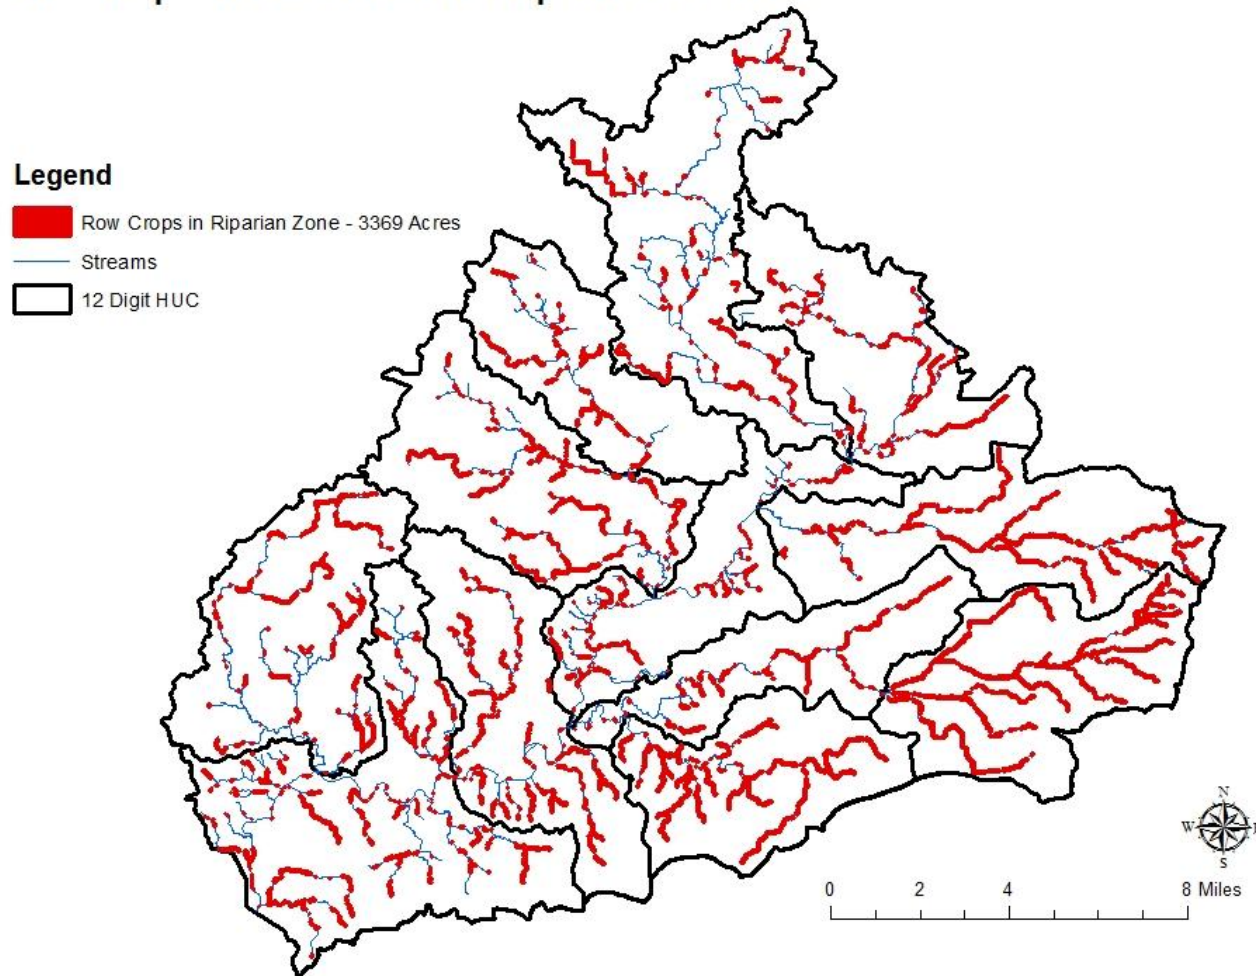 Legend
Row Crops in Riparian Zone - 3369 Acres
Streams
12 Digit HUC
N
W
S
0 2 4 8 Miles